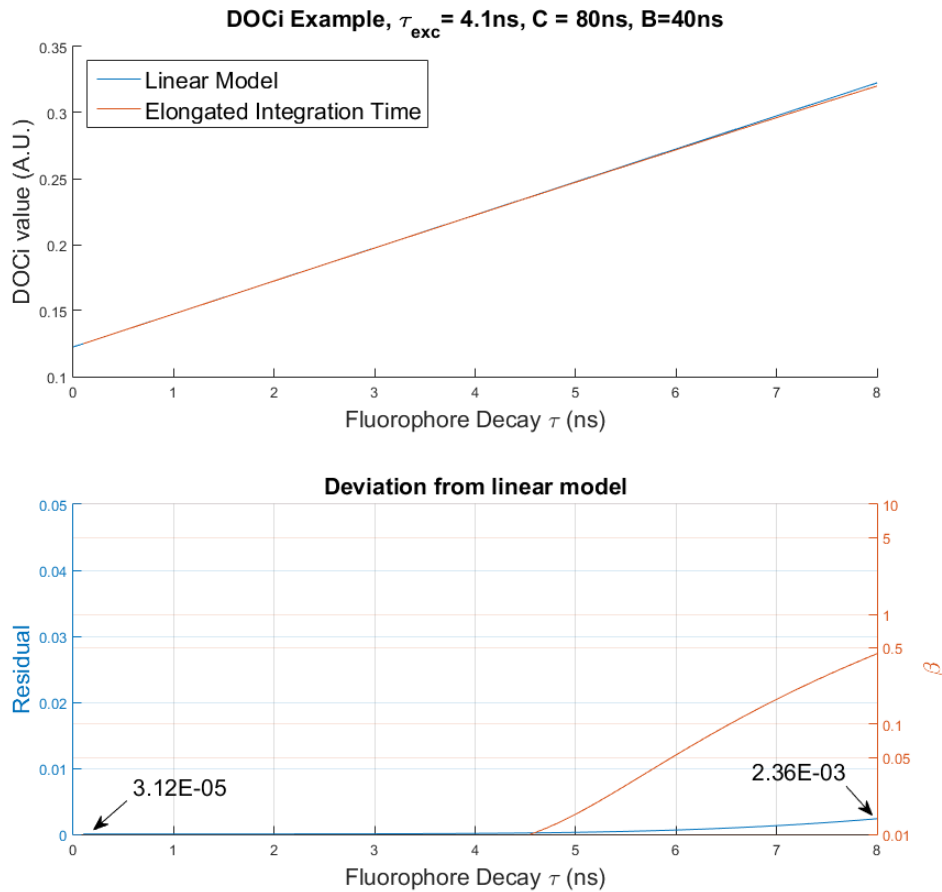 DOCi Example, τexc= 4.1ns, C = 80ns, B=40ns
0.35
0.3
0.25
0.2
0.15
0.1
DOCi value (A.U.)
Linear Model
Elongated Integration Time
0 1 2 3 4 5 6 7 8
Fluorophore Decay τ (ns)
Deviation from linear model
0.05
0.04
0.03
0.02
0.01
0
Residual
10
5
1
0.5
0.1
0.05
0.01
β
3.12E-05
2.36E-03
0 1 2 3 4 5 6 7 8
Fluorophore Decay τ (ns)